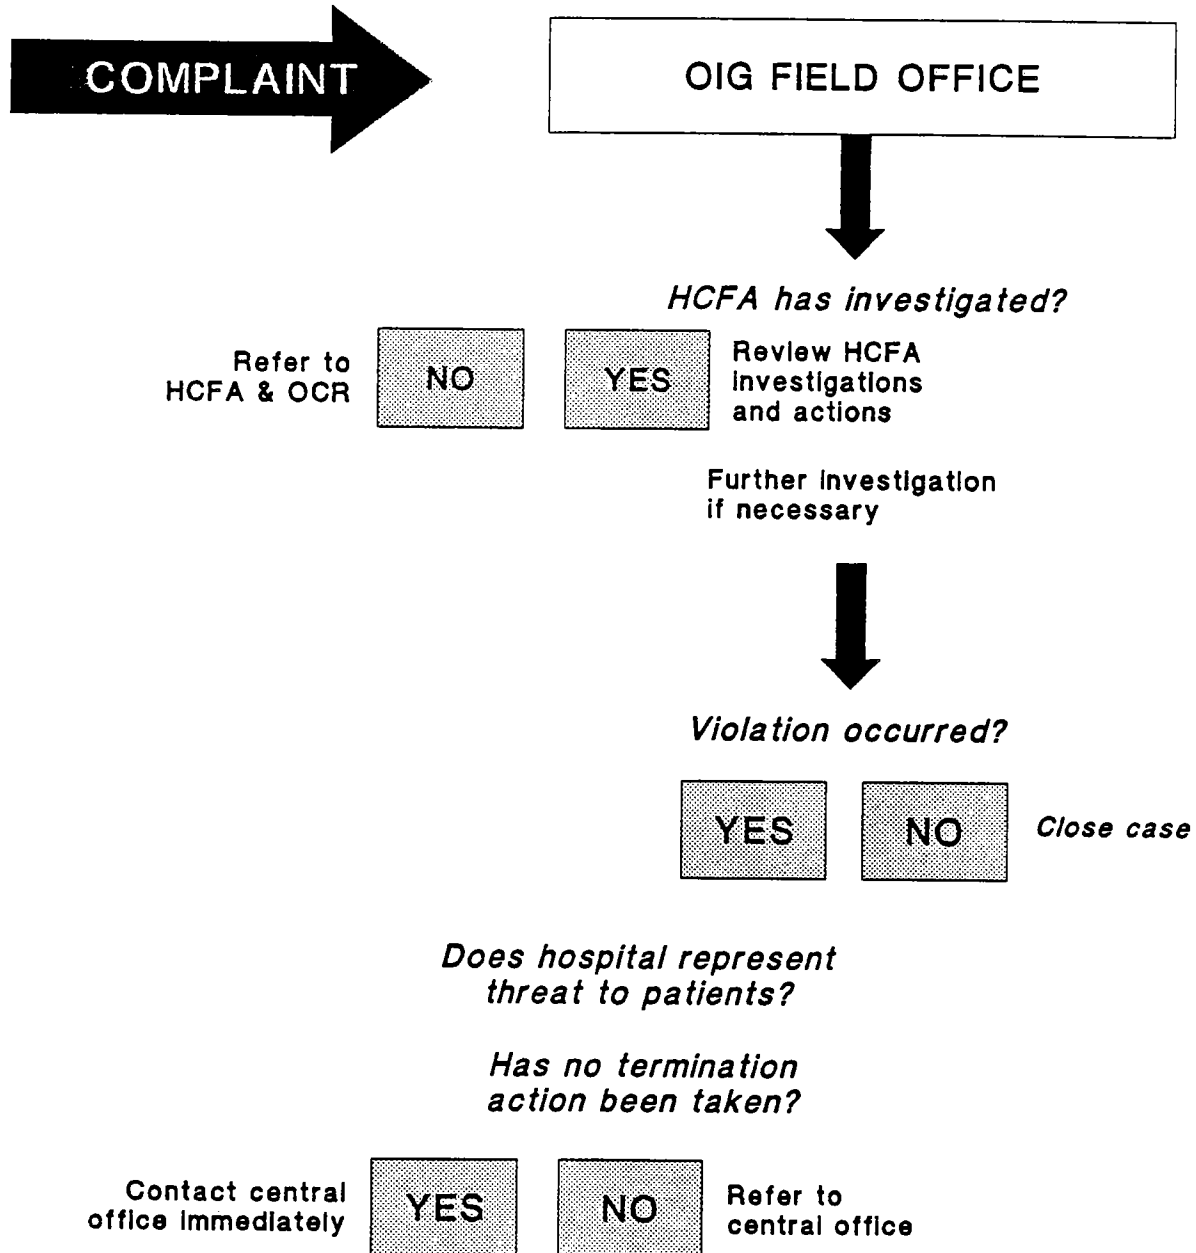 COMPLAINT
OIG FIELD OFFICE
HCFA has investigated?
Refer to
HCFA & OCR
NO
YES
Review HCFA
investigations
and actions
Further investigation
if necessary
Violation occurred?
YES
NO
Close case
Does hospital represent
threat to patients?
Has no termination
action been taken?
Contact central
office immediately
YES
NO
Refer to
central office